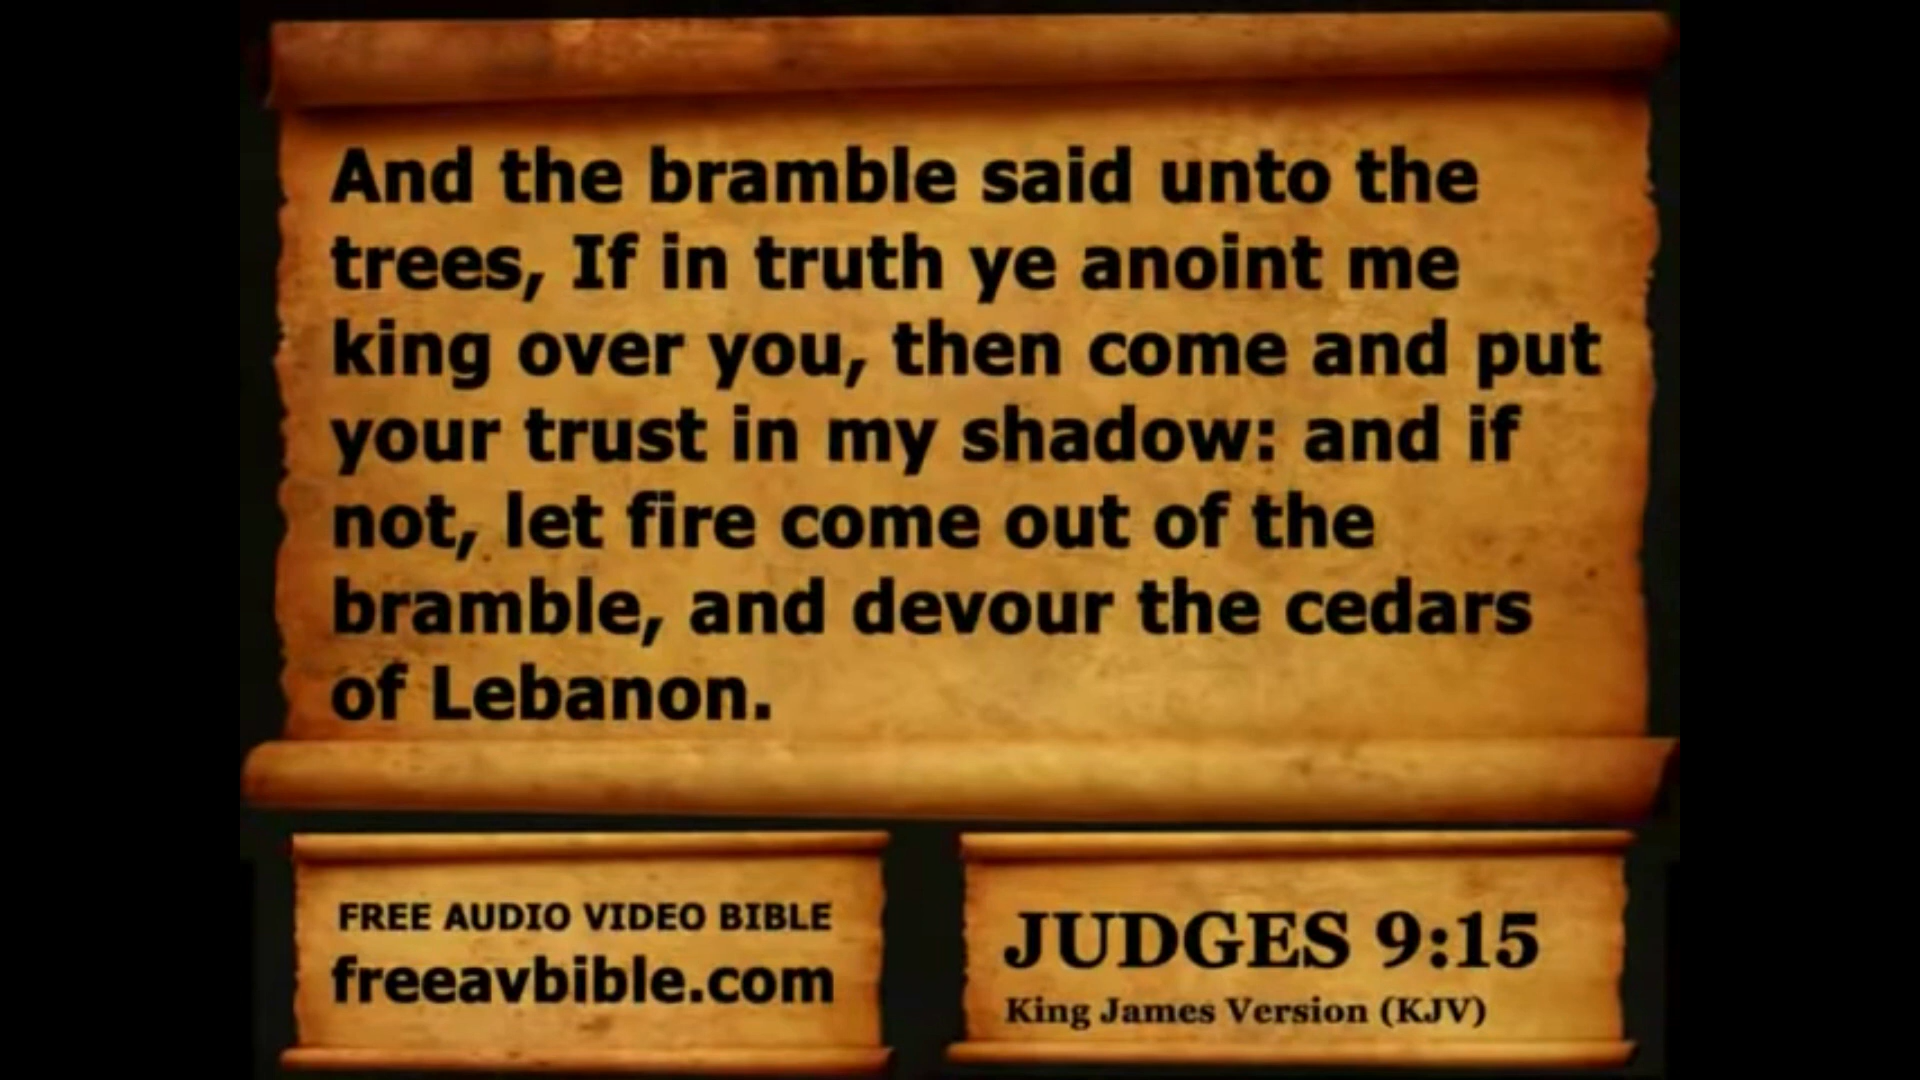 And the bramble said unto the
trees, If in truth ye anoint me
king over you, then come and put
your trust in my shadow: and if
not, let fire come out of the
bramble, and devour the cedars
of Lebanon.
FREE AUDIO VIDEO BIBLE
freeavbible.com
JUDGES 9:15
King James Version (KJV)